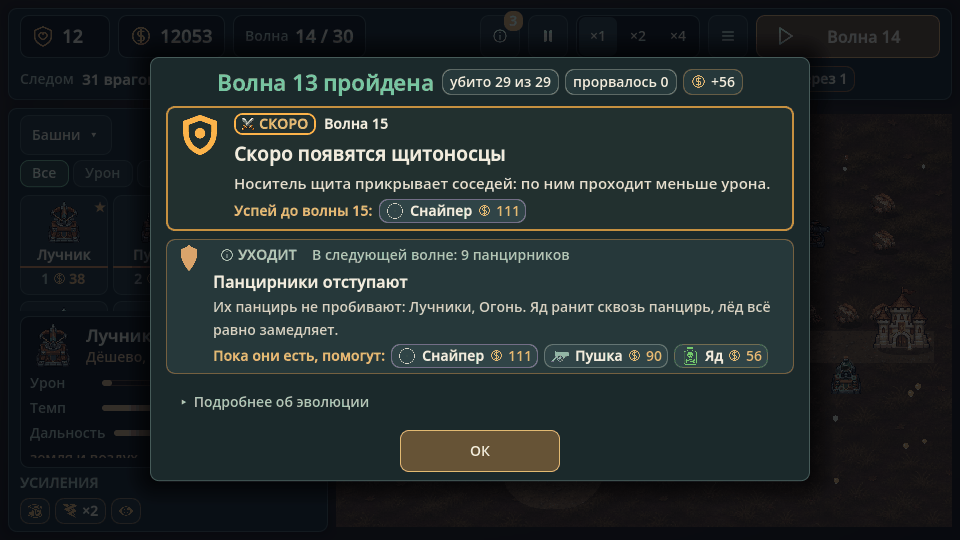 12
12053
Волна 14 / 30
3
×1
×2
×4
Волна 14
Следом 31 враго
рез 1
Волна 13 пройдена
убито 29 из 29
прорвалось 0
+56
СКОРО Волна 15
Скоро появятся щитоносцы
Носитель щита прикрывает соседей: по ним проходит меньше урона.
Успей до волны 15: Снайпер 111
УХОДИТ В следующей волне: 9 панцирников
Панцирники отступают
Их панцирь не пробивают: Лучники, Огонь. Яд ранит сквозь панцирь, лёд всё
равно замедляет.
Пока они есть, помогут: Снайпер 111 Пушка 90 Яд 56
Подробнее об эволюции
ОК
Башни
Все
Урон
Лучник
Пу
1 38
2
Лучник
Дёшево,
Урон
Темп
Дальность
УСИЛЕНИЯ
×2